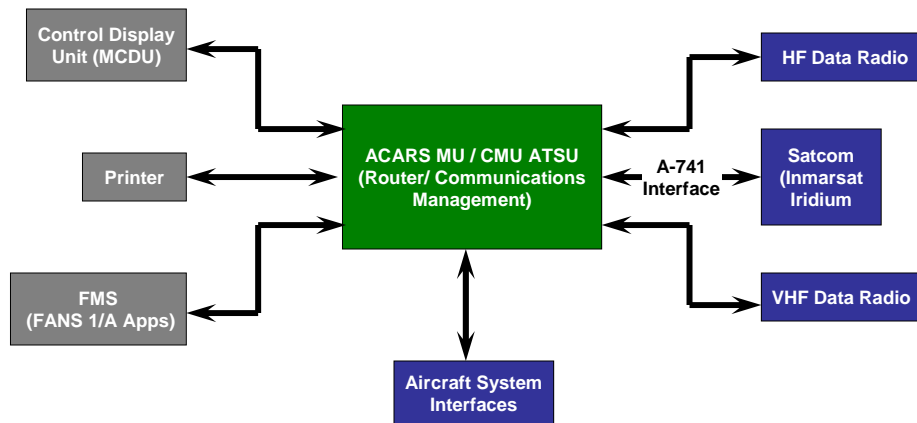 Control Display
Unit (MCDU)
HF Data Radio
ACARS MU / CMU ATSU
(Router/ Communications
Management)
Printer
A-741
Interface
Satcom
(Inmarsat
Iridium
FMS
(FANS 1/A Apps)
VHF Data Radio
Aircraft System
Interfaces